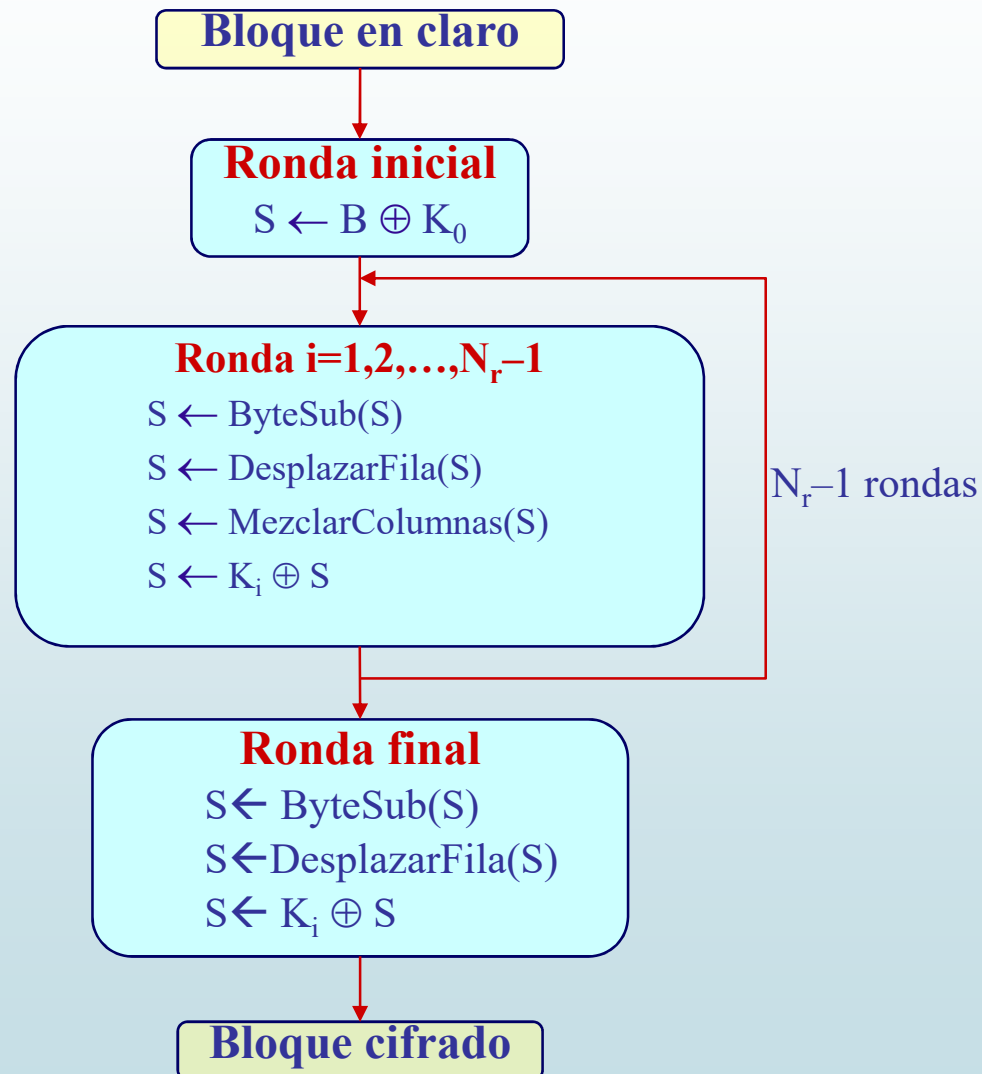 Bloque en claro
Ronda inicial
S ← B ⊕ K₀
Ronda i=1,2,…,Nᵣ–1
S ← ByteSub(S)
S ← DesplazarFila(S)
S ← MezclarColumnas(S)
S ← Kᵢ ⊕ S
Nᵣ–1 rondas
Ronda final
S← ByteSub(S)
S←DesplazarFila(S)
S← Kᵢ ⊕ S
Bloque cifrado